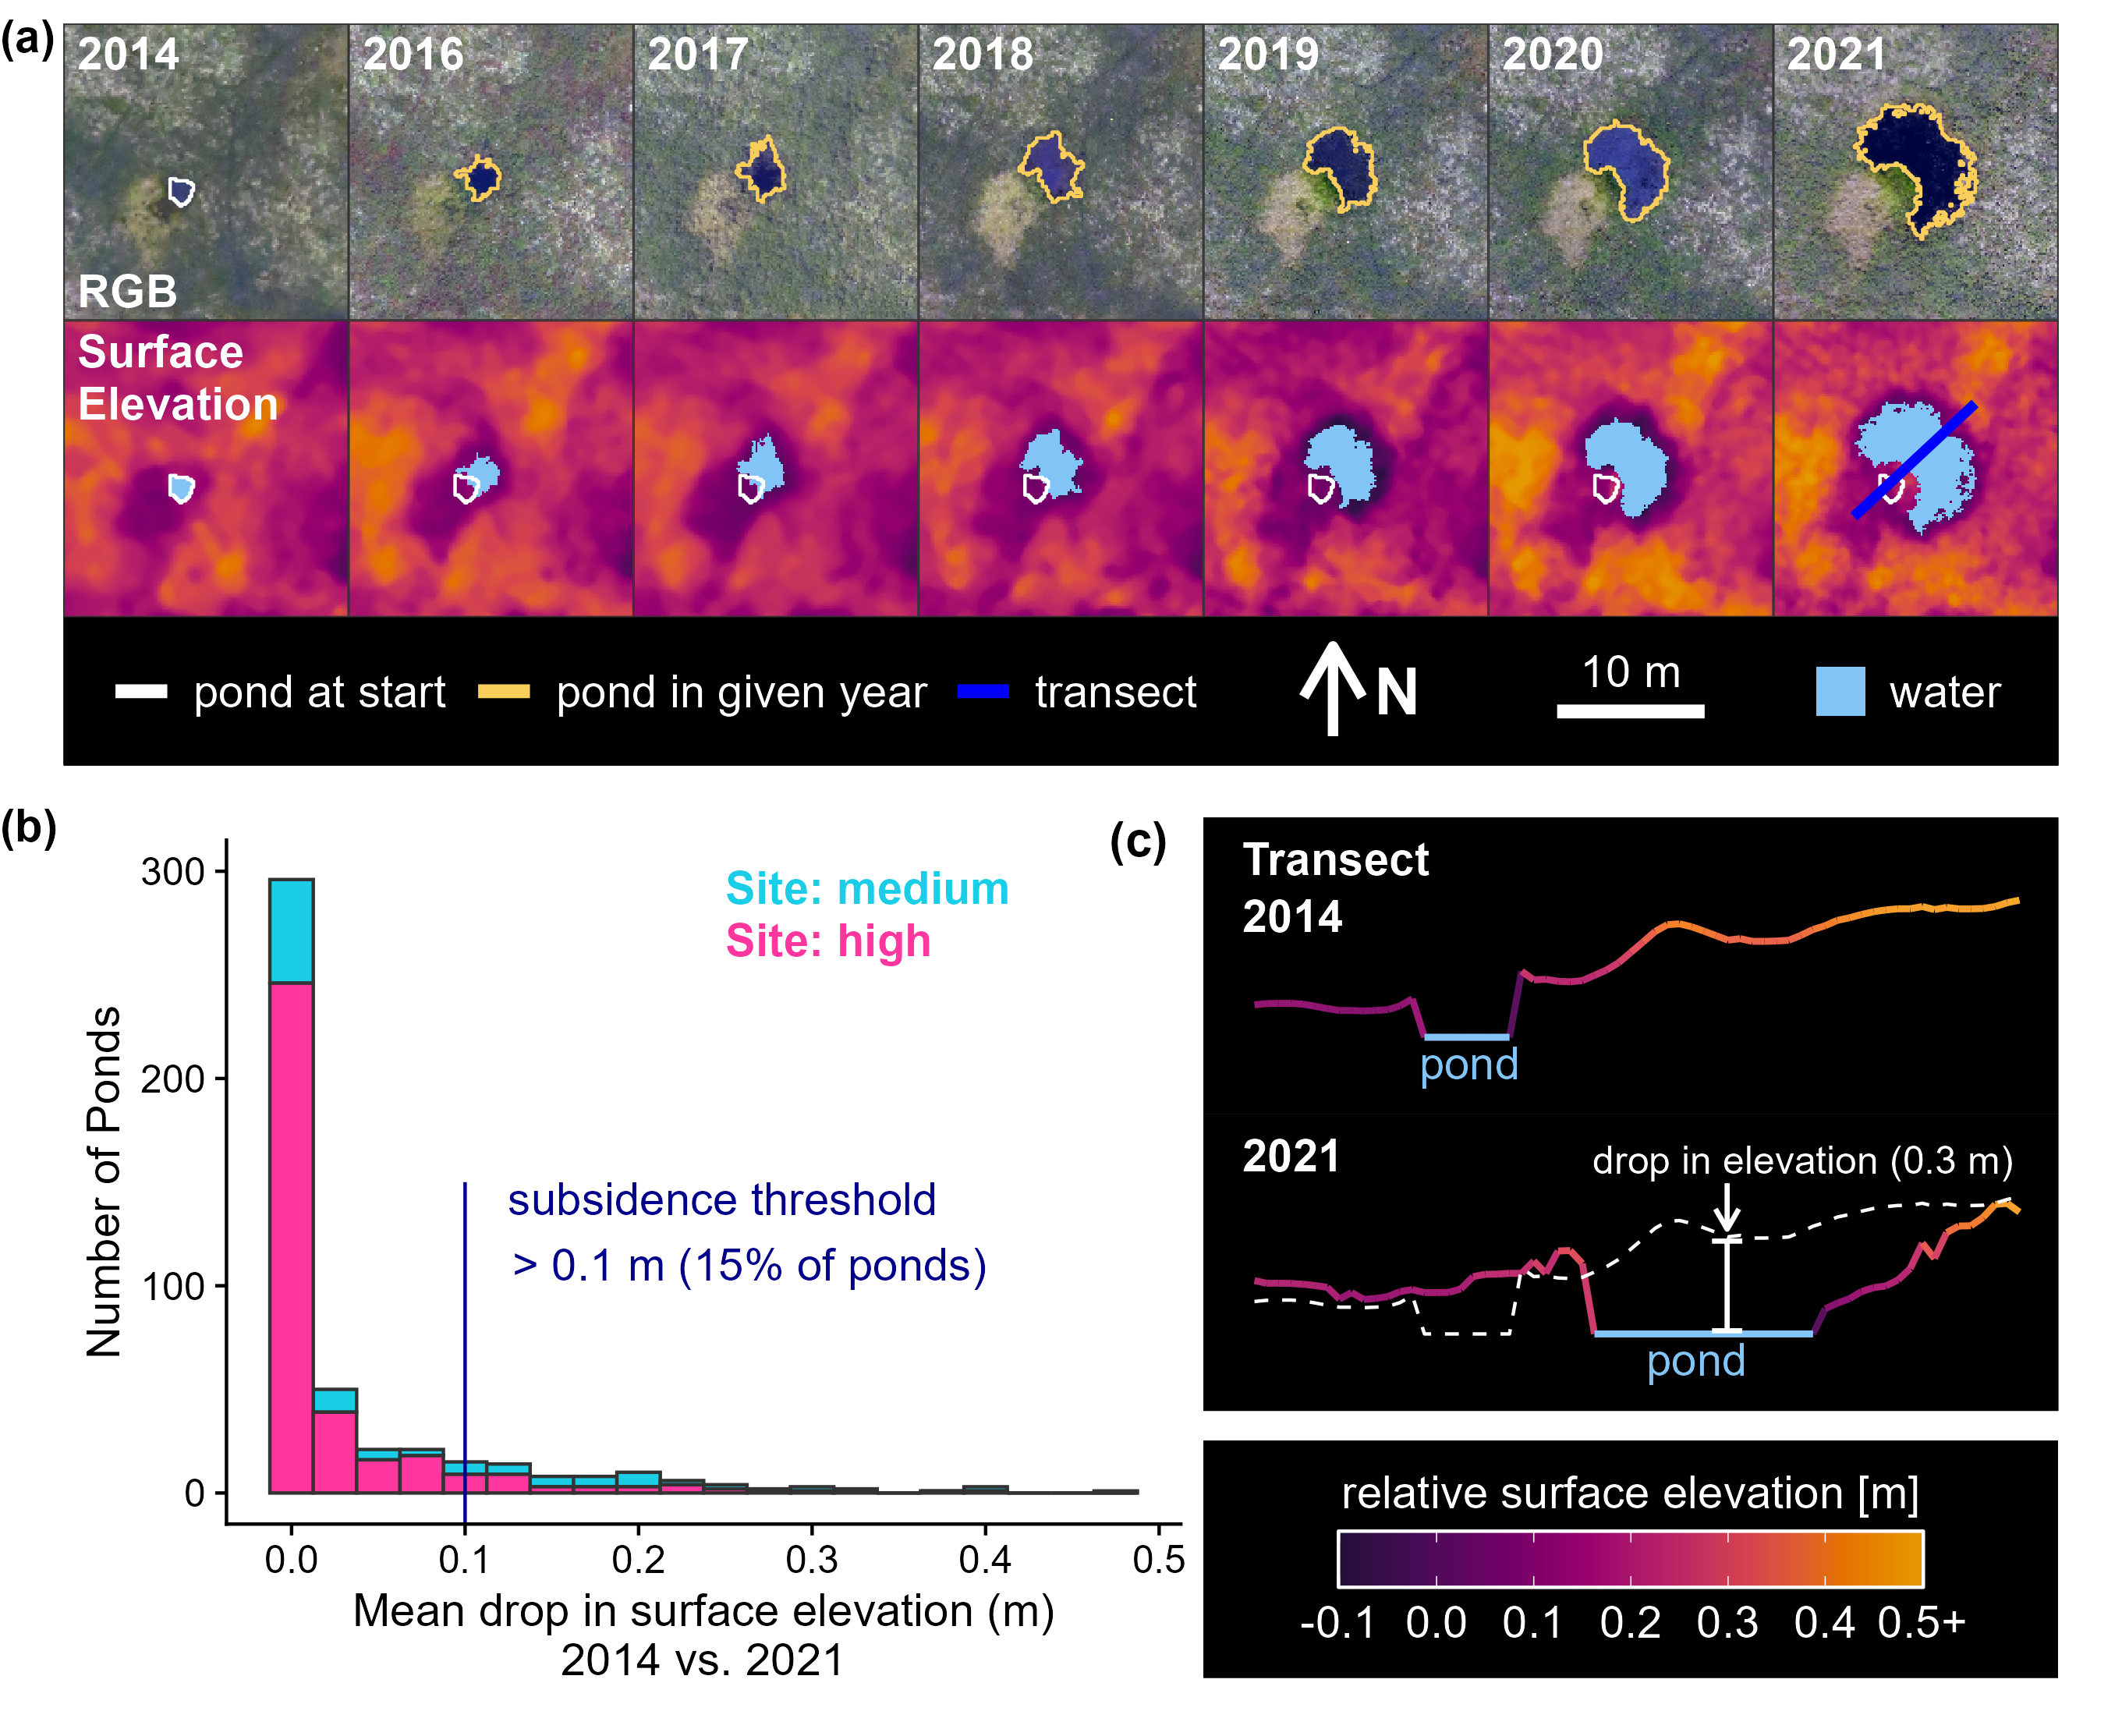 (a)
2014 2016 2017 2018 2019 2020 2021
RGB
Surface
Elevation
pond at start pond in given year transect N 10 m water
(b)
300
200
100
0
Number of Ponds
Site: medium
Site: high
subsidence threshold
> 0.1 m (15% of ponds)
0.0 0.1 0.2 0.3 0.4 0.5
Mean drop in surface elevation (m)
2014 vs. 2021
(c)
Transect
2014
pond
2021
drop in elevation (0.3 m)
pond
relative surface elevation [m]
-0.1 0.0 0.1 0.2 0.3 0.4 0.5+